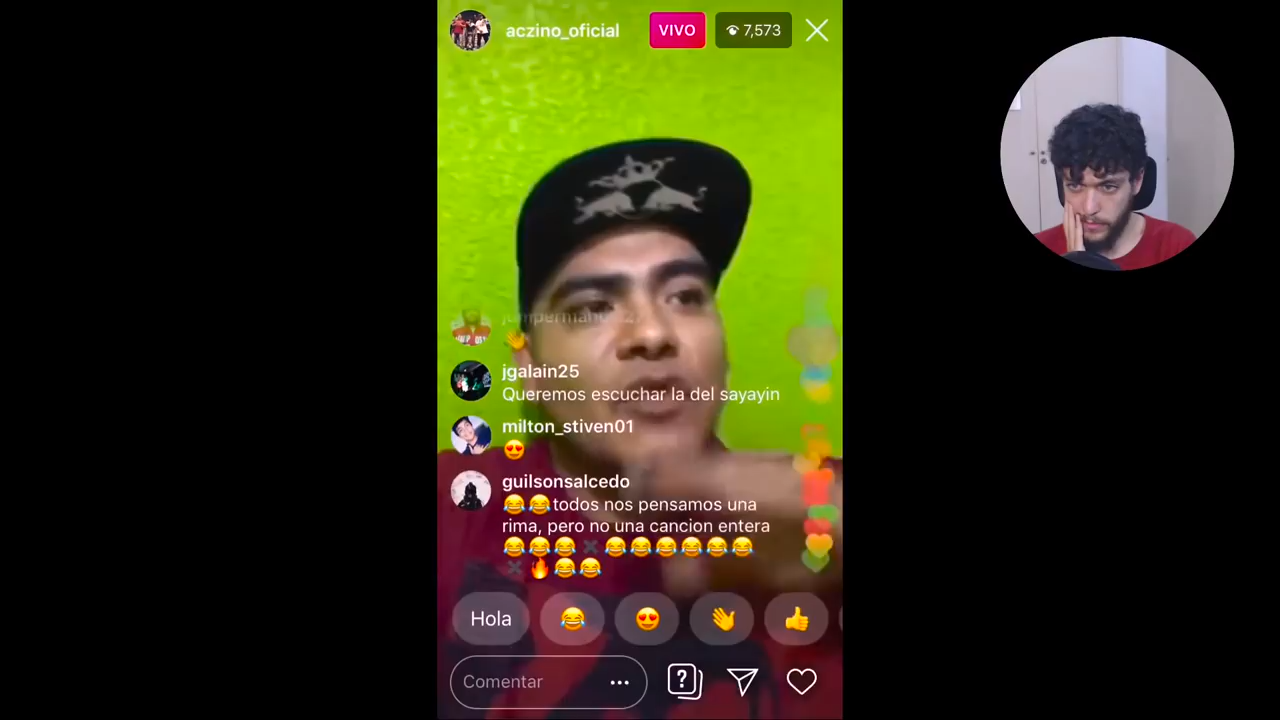 aczino_oficial
VIVO
7,573
jgalain25
Queremos escuchar la del sayayin
milton_stiven01
😍
guilsonsalcedo
😂😂todos nos pensamos una
rima, pero no una cancion entera
😂😂😂✖😂😂😂😂😂😂
✖🔥😂😂
Hola
Comentar